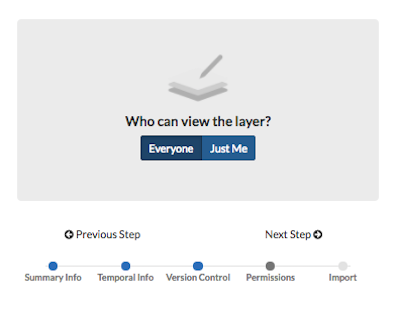 Who can view the layer?
Everyone Just Me
Previous Step Next Step
Summary Info Temporal Info Version Control Permissions Import